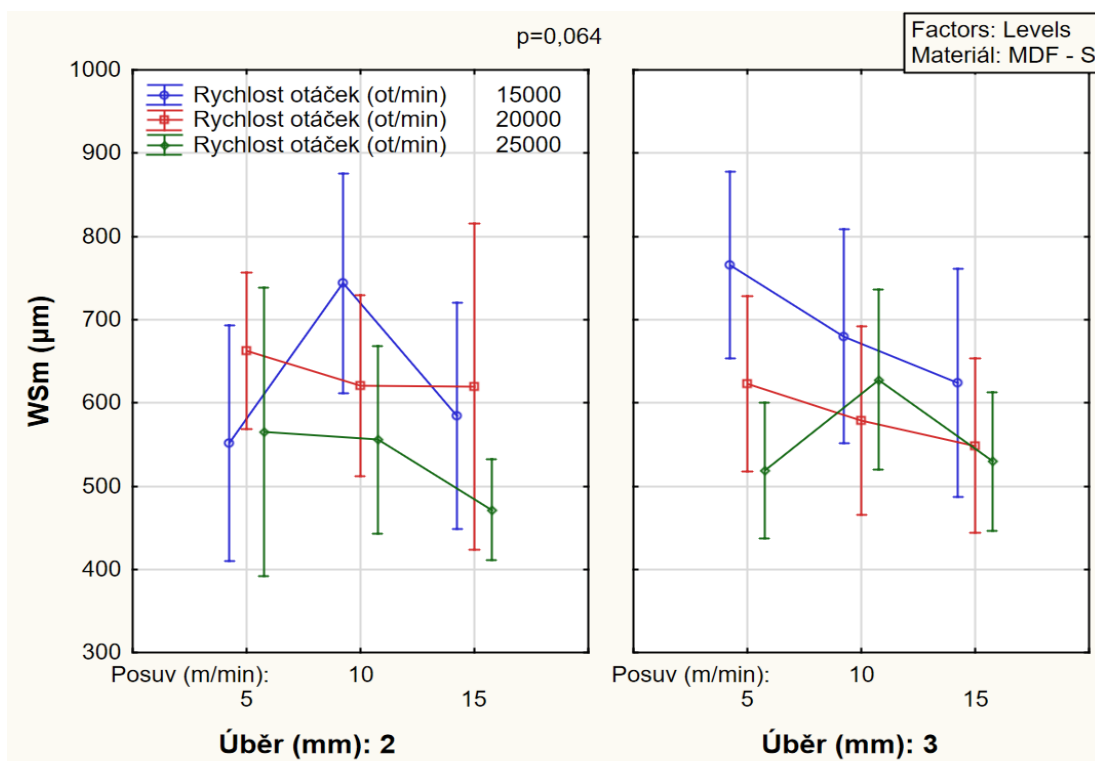 p=0,064
Factors: Levels
Materiál: MDF - S
1000
900
800
700
600
500
400
300
WSm (µm)
Rychlost otáček (ot/min) 15000
Rychlost otáček (ot/min) 20000
Rychlost otáček (ot/min) 25000
Posuv (m/min): 10
5 15
Úběr (mm): 2
Posuv (m/min): 10
5 15
Úběr (mm): 3